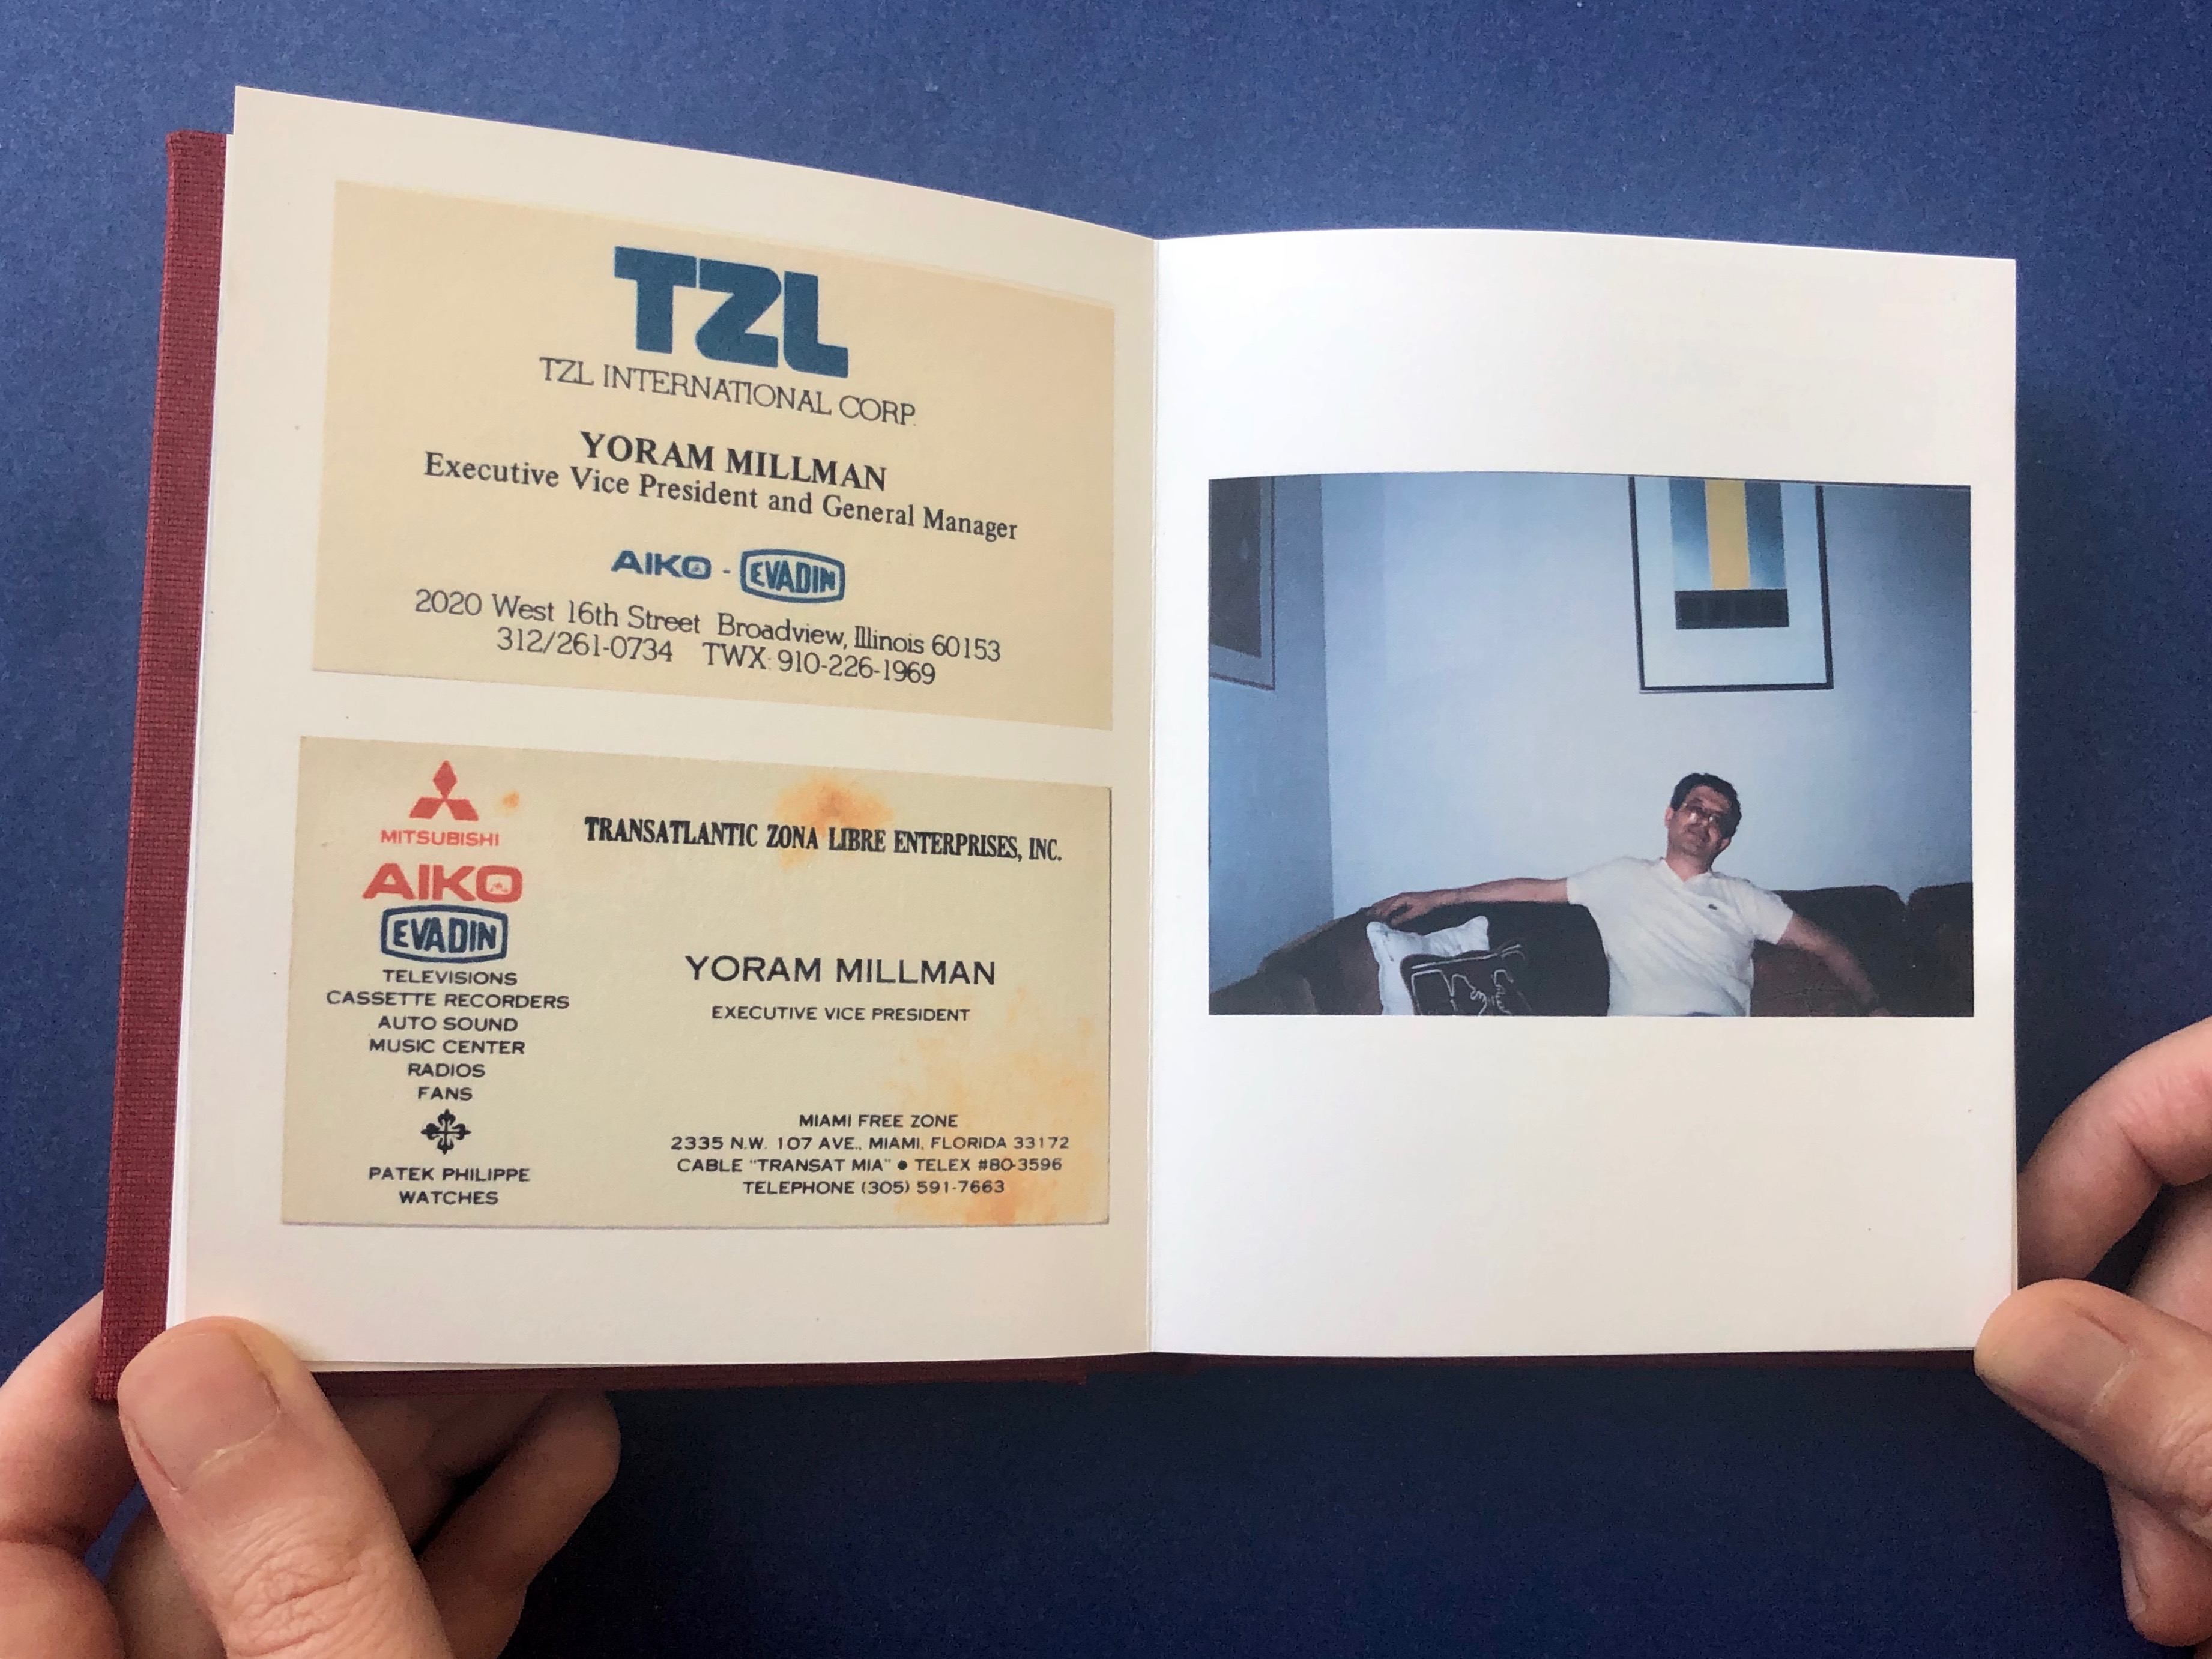 TZL
TZL INTERNATIONAL CORP.
YORAM MILLMAN
Executive Vice President and General Manager
AIKO - EVADIN
2020 West 16th Street Broadview, Illinois 60153
312/261-0734 TWX: 910-226-1969
MITSUBISHI
AIKO
EVADIN
TELEVISIONS
CASSETTE RECORDERS
AUTO SOUND
MUSIC CENTER
RADIOS
FANS
PATEK PHILIPPE
WATCHES
TRANSATLANTIC ZONA LIBRE ENTERPRISES, INC.
YORAM MILLMAN
EXECUTIVE VICE PRESIDENT
MIAMI FREE ZONE
2335 N.W. 107 AVE., MIAMI, FLORIDA 33172
CABLE "TRANSAT MIA" ● TELEX #80-3596
TELEPHONE (305) 591-7663